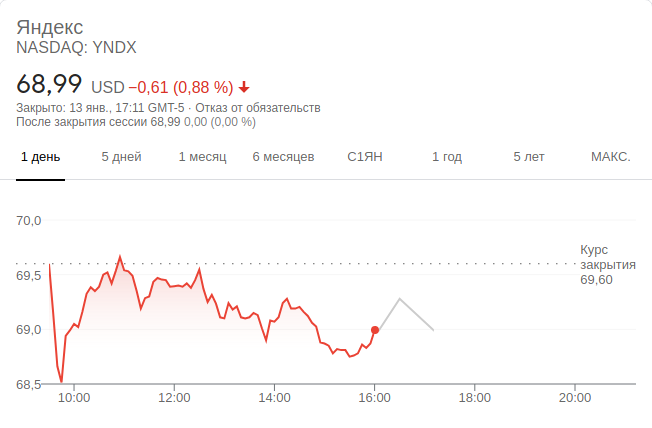 Яндекс
NASDAQ: YNDX
68,99 USD −0,61 (0,88 %)
Закрыто: 13 янв., 17:11 GMT-5 · Отказ от обязательств
После закрытия сессии 68,99 0,00 (0,00 %)
1 день 5 дней 1 месяц 6 месяцев С1ЯН 1 год 5 лет МАКС.
70,0
Курс
закрытия
69,60
69,5
69,0
68,5
10:00 12:00 14:00 16:00 18:00 20:00